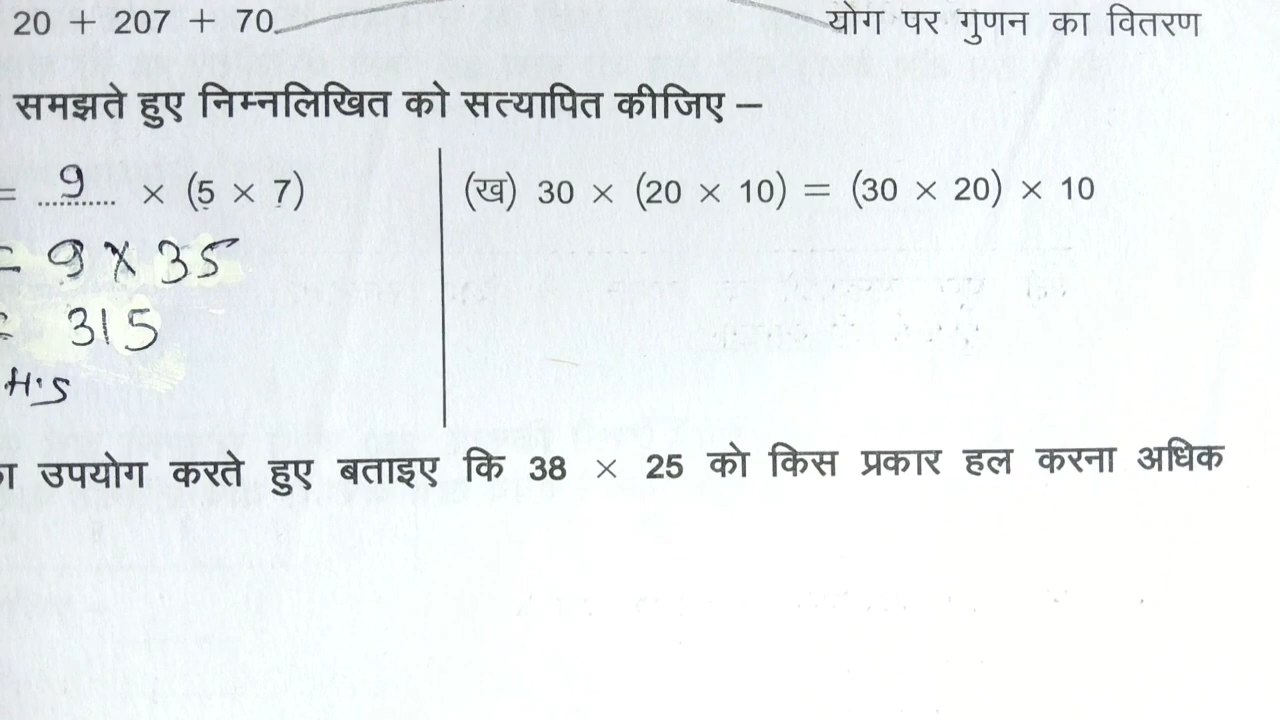 20 + 207 + 70 योग पर गुणन का वितरण
समझते हुए निम्नलिखित को सत्यापित कीजिए –
= 9 × (5 × 7)
(ख) 30 × (20 × 10) = (30 × 20) × 10
= 9 × 35
= 315
H.S
उपयोग करते हुए बताइए कि 38 × 25 को किस प्रकार हल करना अधिक